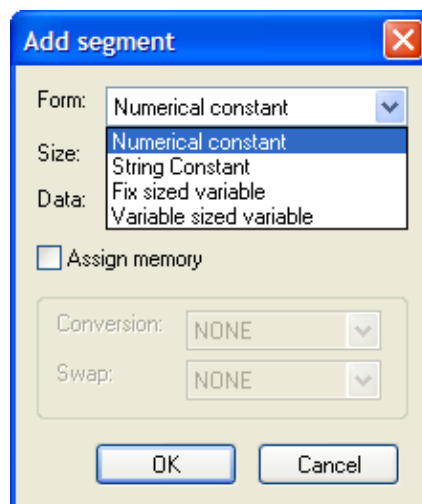 Add segment
Form: Numerical constant
Numerical constant
Size: String Constant
Fix sized variable
Data: Variable sized variable
Assign memory
Conversion: NONE
Swap: NONE
OK Cancel